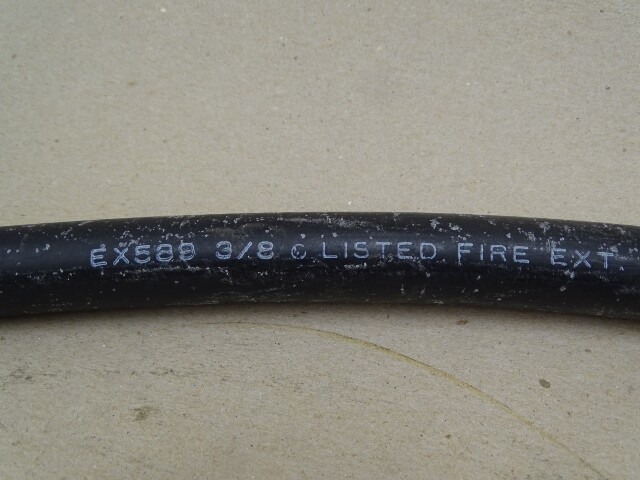 EX589 3/8 LISTED FIRE EXT.